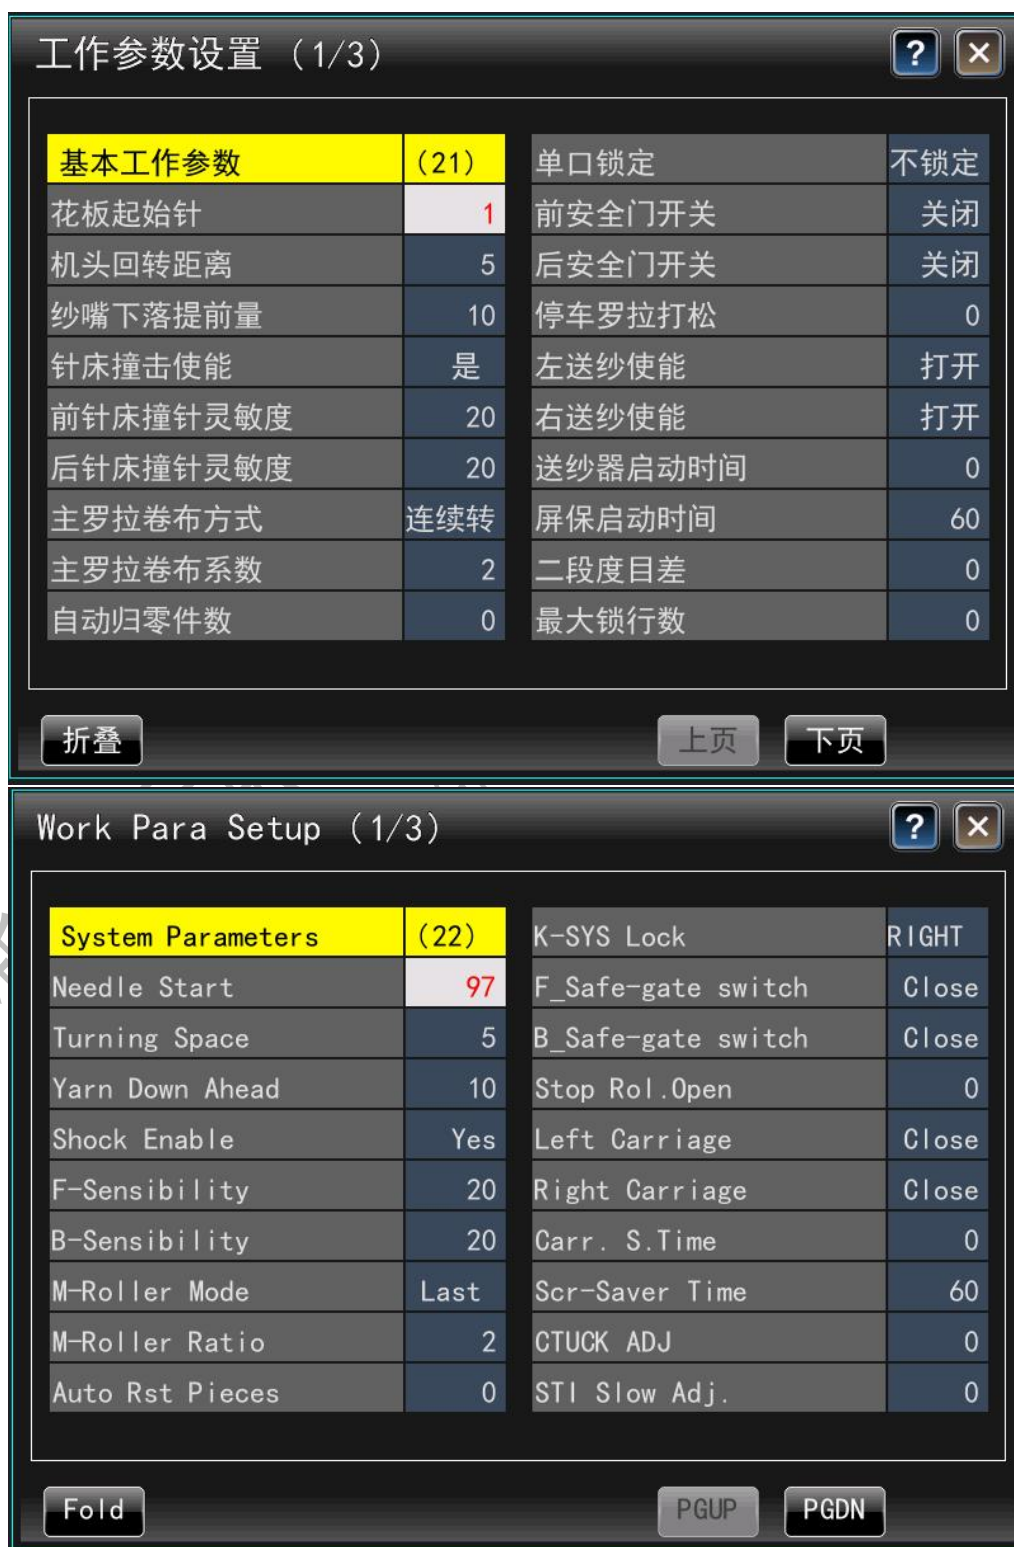 工作参数设置 (1/3) ?
基本工作参数 (21) 单口锁定 不锁定
花板起始针 1 前安全门开关 关闭
机头回转距离 5 后安全门开关 关闭
纱嘴下落提前量 10 停车罗拉打松 0
针床撞击使能 是 左送纱使能 打开
前针床撞针灵敏度 20 右送纱使能 打开
后针床撞针灵敏度 20 送纱器启动时间 0
主罗拉卷布方式 连续转 屏保启动时间 60
主罗拉卷布系数 2 二段度目差 0
自动归零件数 0 最大锁行数 0
折叠 上页 下页
Work Para Setup (1/3) ?
System Parameters (22) K-SYS Lock RIGHT
Needle Start 97 F_Safe-gate switch Close
Turning Space 5 B_Safe-gate switch Close
Yarn Down Ahead 10 Stop Rol.Open 0
Shock Enable Yes Left Carriage Close
F-Sensibility 20 Right Carriage Close
B-Sensibility 20 Carr. S.Time 0
M-Roller Mode Last Scr-Saver Time 60
M-Roller Ratio 2 CTUCK ADJ 0
Auto Rst Pieces 0 STI Slow Adj. 0
Fold PGUP PGDN